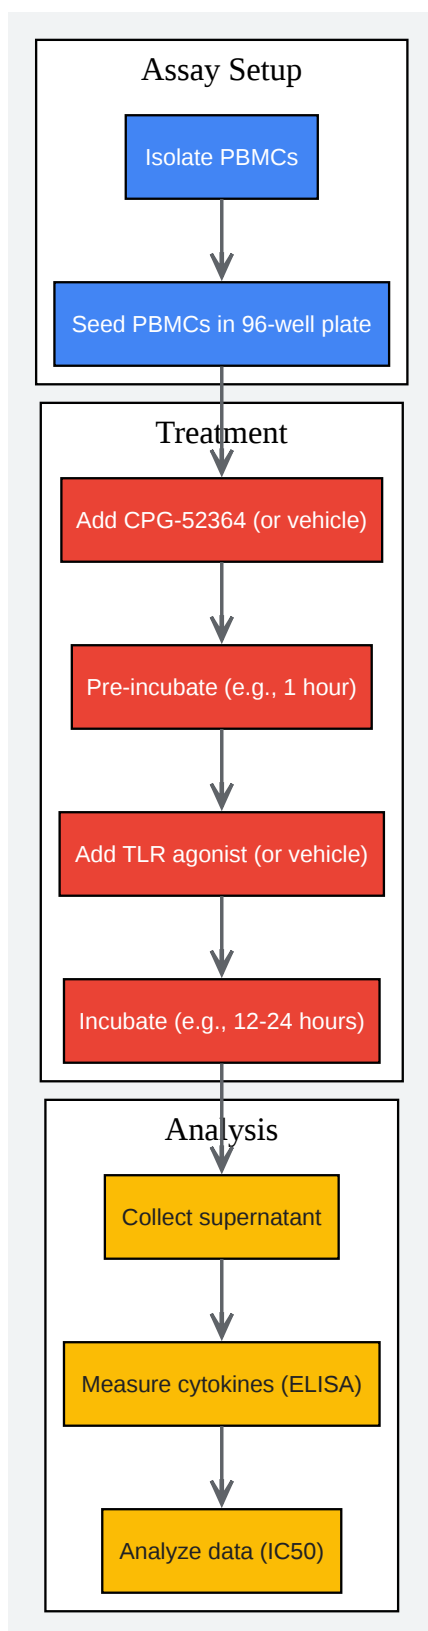 Assay Setup
Isolate PBMCs
Seed PBMCs in 96-well plate
Treatment
Add CPG-52364 (or vehicle)
Pre-incubate (e.g., 1 hour)
Add TLR agonist (or vehicle)
Incubate (e.g., 12-24 hours)
Analysis
Collect supernatant
Measure cytokines (ELISA)
Analyze data (IC50)